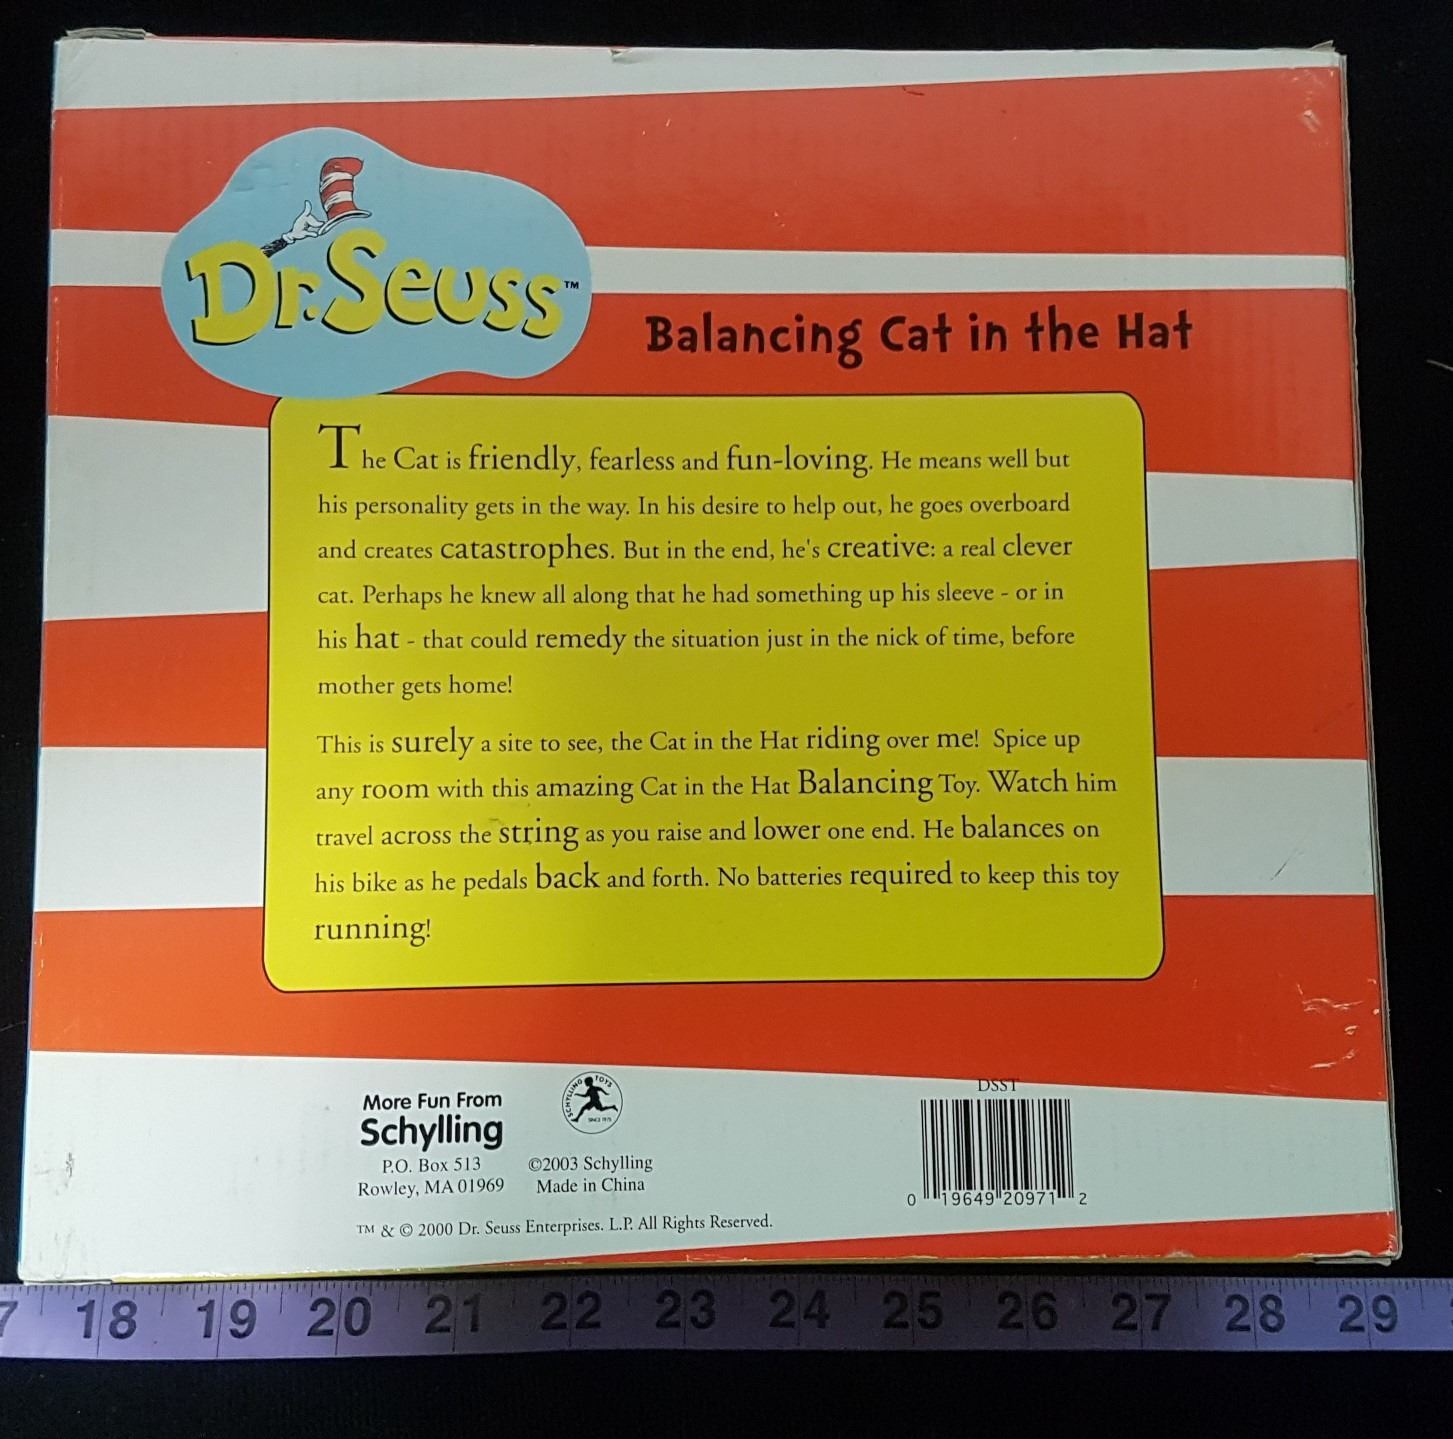 Dr. Seuss™
Balancing Cat in the Hat
The Cat is friendly, fearless and fun-loving. He means well but
his personality gets in the way. In his desire to help out, he goes overboard
and creates catastrophes. But in the end, he's creative: a real clever
cat. Perhaps he knew all along that he had something up his sleeve - or in
his hat - that could remedy the situation just in the nick of time, before
mother gets home!
This is surely a site to see, the Cat in the Hat riding over me! Spice up
any room with this amazing Cat in the Hat Balancing Toy. Watch him
travel across the string as you raise and lower one end. He balances on
his bike as he pedals back and forth. No batteries required to keep this toy
running!
More Fun From
Schylling
P.O. Box 513
Rowley, MA 01969
SCHYLLING TOYS
SINCE 1975
©2003 Schylling
Made in China
™ & © 2000 Dr. Seuss Enterprises. L.P. All Rights Reserved.
DSST
0 19649 20971 2
7 18 19 20 21 22 23 24 25 26 27 28 29